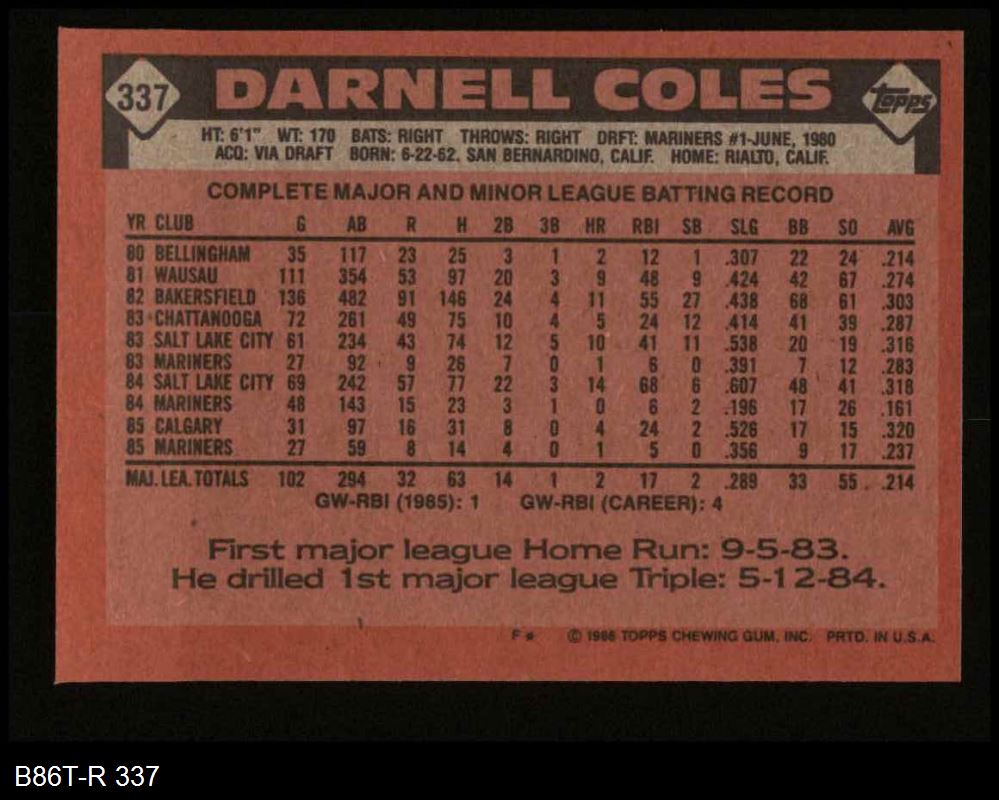 337 DARNELL COLES Topps
HT: 6'1" WT: 170 BATS: RIGHT THROWS: RIGHT DRFT: MARINERS #1-JUNE, 1980
ACQ: VIA DRAFT BORN: 6-22-62, SAN BERNARDINO, CALIF. HOME: RIALTO, CALIF.
COMPLETE MAJOR AND MINOR LEAGUE BATTING RECORD
YR CLUB G AB R H 2B 3B HR RBI SB SLG BB SO AVG
80 BELLINGHAM 35 117 23 25 3 1 2 12 1 .307 22 24 .214
81 WAUSAU 111 354 53 97 20 3 9 48 9 .424 42 67 .274
82 BAKERSFIELD 136 482 91 146 24 4 11 55 27 .438 68 61 .303
83 CHATTANOOGA 72 261 49 75 10 4 5 24 12 .414 41 39 .287
83 SALT LAKE CITY 61 234 43 74 12 5 10 41 11 .538 20 19 .316
83 MARINERS 27 92 9 26 7 0 1 6 0 .391 7 12 .283
84 SALT LAKE CITY 69 242 57 77 22 3 14 68 6 .607 48 41 .318
84 MARINERS 48 143 15 23 3 1 0 6 2 .196 17 26 .161
85 CALGARY 31 97 16 31 8 0 4 24 2 .526 17 15 .320
85 MARINERS 27 59 8 14 4 0 1 5 0 .356 9 17 .237
MAJ. LEA. TOTALS 102 294 32 63 14 1 2 17 2 .289 33 55 .214
GW-RBI (1985): 1 GW-RBI (CAREER): 4
First major league Home Run: 9-5-83.
He drilled 1st major league Triple: 5-12-84.
F * © 1986 TOPPS CHEWING GUM, INC. PRTD. IN U.S.A.
B86T-R 337